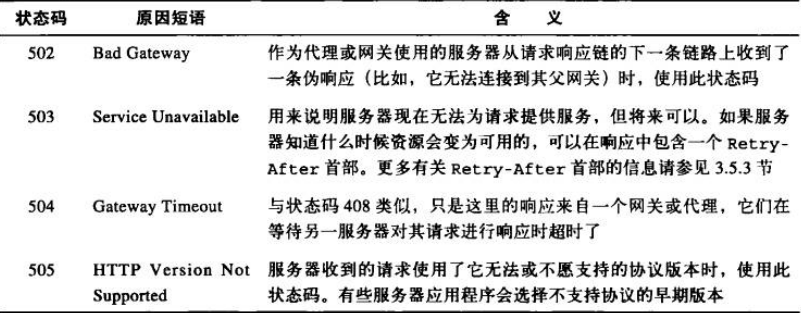 状态码 原因短语 含 义
502 Bad Gateway 作为代理或网关使用的服务器从请求响应链的下一条链路上收到了
一条伪响应（比如，它无法连接到其父网关）时，使用此状态码
503 Service Unavailable 用来说明服务器现在无法为请求提供服务，但将来可以。如果服务
器知道什么时候资源会变为可用的，可以在响应中包含一个 Retry-
After 首部。更多有关 Retry-After 首部的信息请参见 3.5.3 节
504 Gateway Timeout 与状态码 408 类似，只是这里的响应来自一个网关或代理，它们在
等待另一服务器对其请求进行响应时超时了
505 HTTP Version Not 服务器收到的请求使用了它无法或不愿支持的协议版本时，使用此
Supported 状态码。有些服务器应用程序会选择不支持协议的早期版本